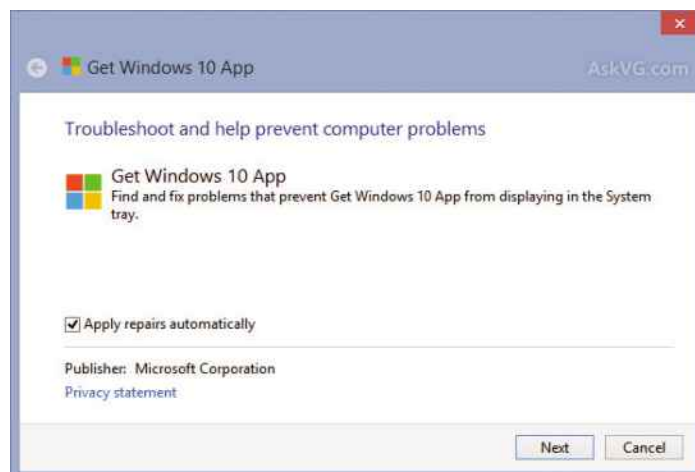 Get Windows 10 App
AskVG.com
Troubleshoot and help prevent computer problems
Get Windows 10 App
Find and fix problems that prevent Get Windows 10 App from displaying in the System
tray.
Apply repairs automatically
Publisher: Microsoft Corporation
Privacy statement
Next
Cancel